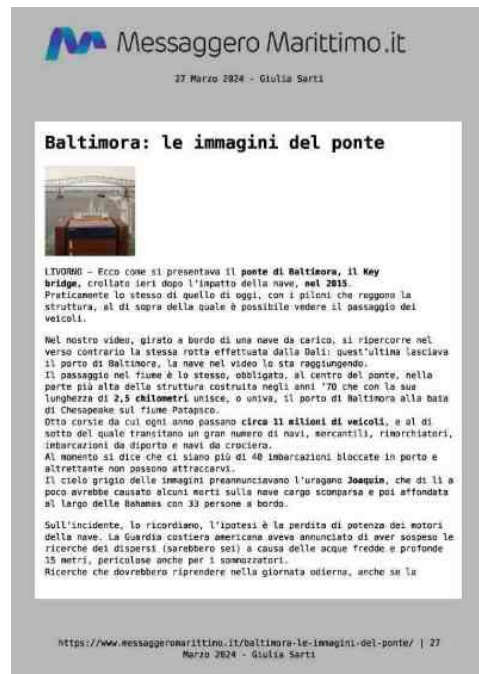 Messaggero Marittimo.it
27 Marzo 2024 - Giulia Sarti
Baltimora: le immagini del ponte
LIVORNO – Ecco come si presentava il ponte di Baltimora, il Key
bridge, crollato ieri dopo l'impatto della nave, nel 2015.
Praticamente lo stesso di quello di oggi, con i piloni che ruggono la
struttura, al di sopra della quale è possibile vedere il passaggio dei
veicoli.
Nel nostro video, girato a bordo di una nave da carico, si ripercorre nel
verso contrario la stessa rotta effettuata dalla Dali: quest'ultima lasciava
il porto di Baltimora, la nave nel video lo sta raggiungendo.
Il passaggio nel fiume è lo stesso, obbligato, al centro del ponte, nella
parte più alta della struttura costruita negli anni '70 che con la sua
lunghezza di 2,5 chilometri unisce, o univa, il porto di Baltimora alla baia
di Chesapeake sul fiume Patapsco.
Otto corsie da cui ogni anno passano circa 11 milioni di veicoli, e al di
sotto del quale transitano un gran numero di navi, mercantili, rimorchiatori,
imbarcazioni da diporto e navi da crociera.
Al momento si dice che ci siano più di 40 imbarcazioni bloccate in porto e
altrettante non possono attraccarvi.
Il cielo grigio delle immagini preannunciavano l'uragano Joaquim, che di lì a
poco avrebbe causato alcuni morti sulla nave cargo scomparsa e poi affondata
al largo delle Bahamas con 33 persone a bordo.
Sull'incidente, lo ricordiamo, l'ipotesi è la perdita di potenza dei motori
della nave. La Guardia costiera americana aveva annunciato di aver sospeso le
ricerche dei dispersi (sarebbero sei) a causa delle acque fredde e profonde
15 metri, pericolose anche per i sommozzatori.
Ricerche che dovrebbero riprendere nella giornata odierna, anche se la
https://www.messaggeromarittimo.it/baltimora-le-immagini-del-ponte/ | 27
Marzo 2024 - Giulia Sarti